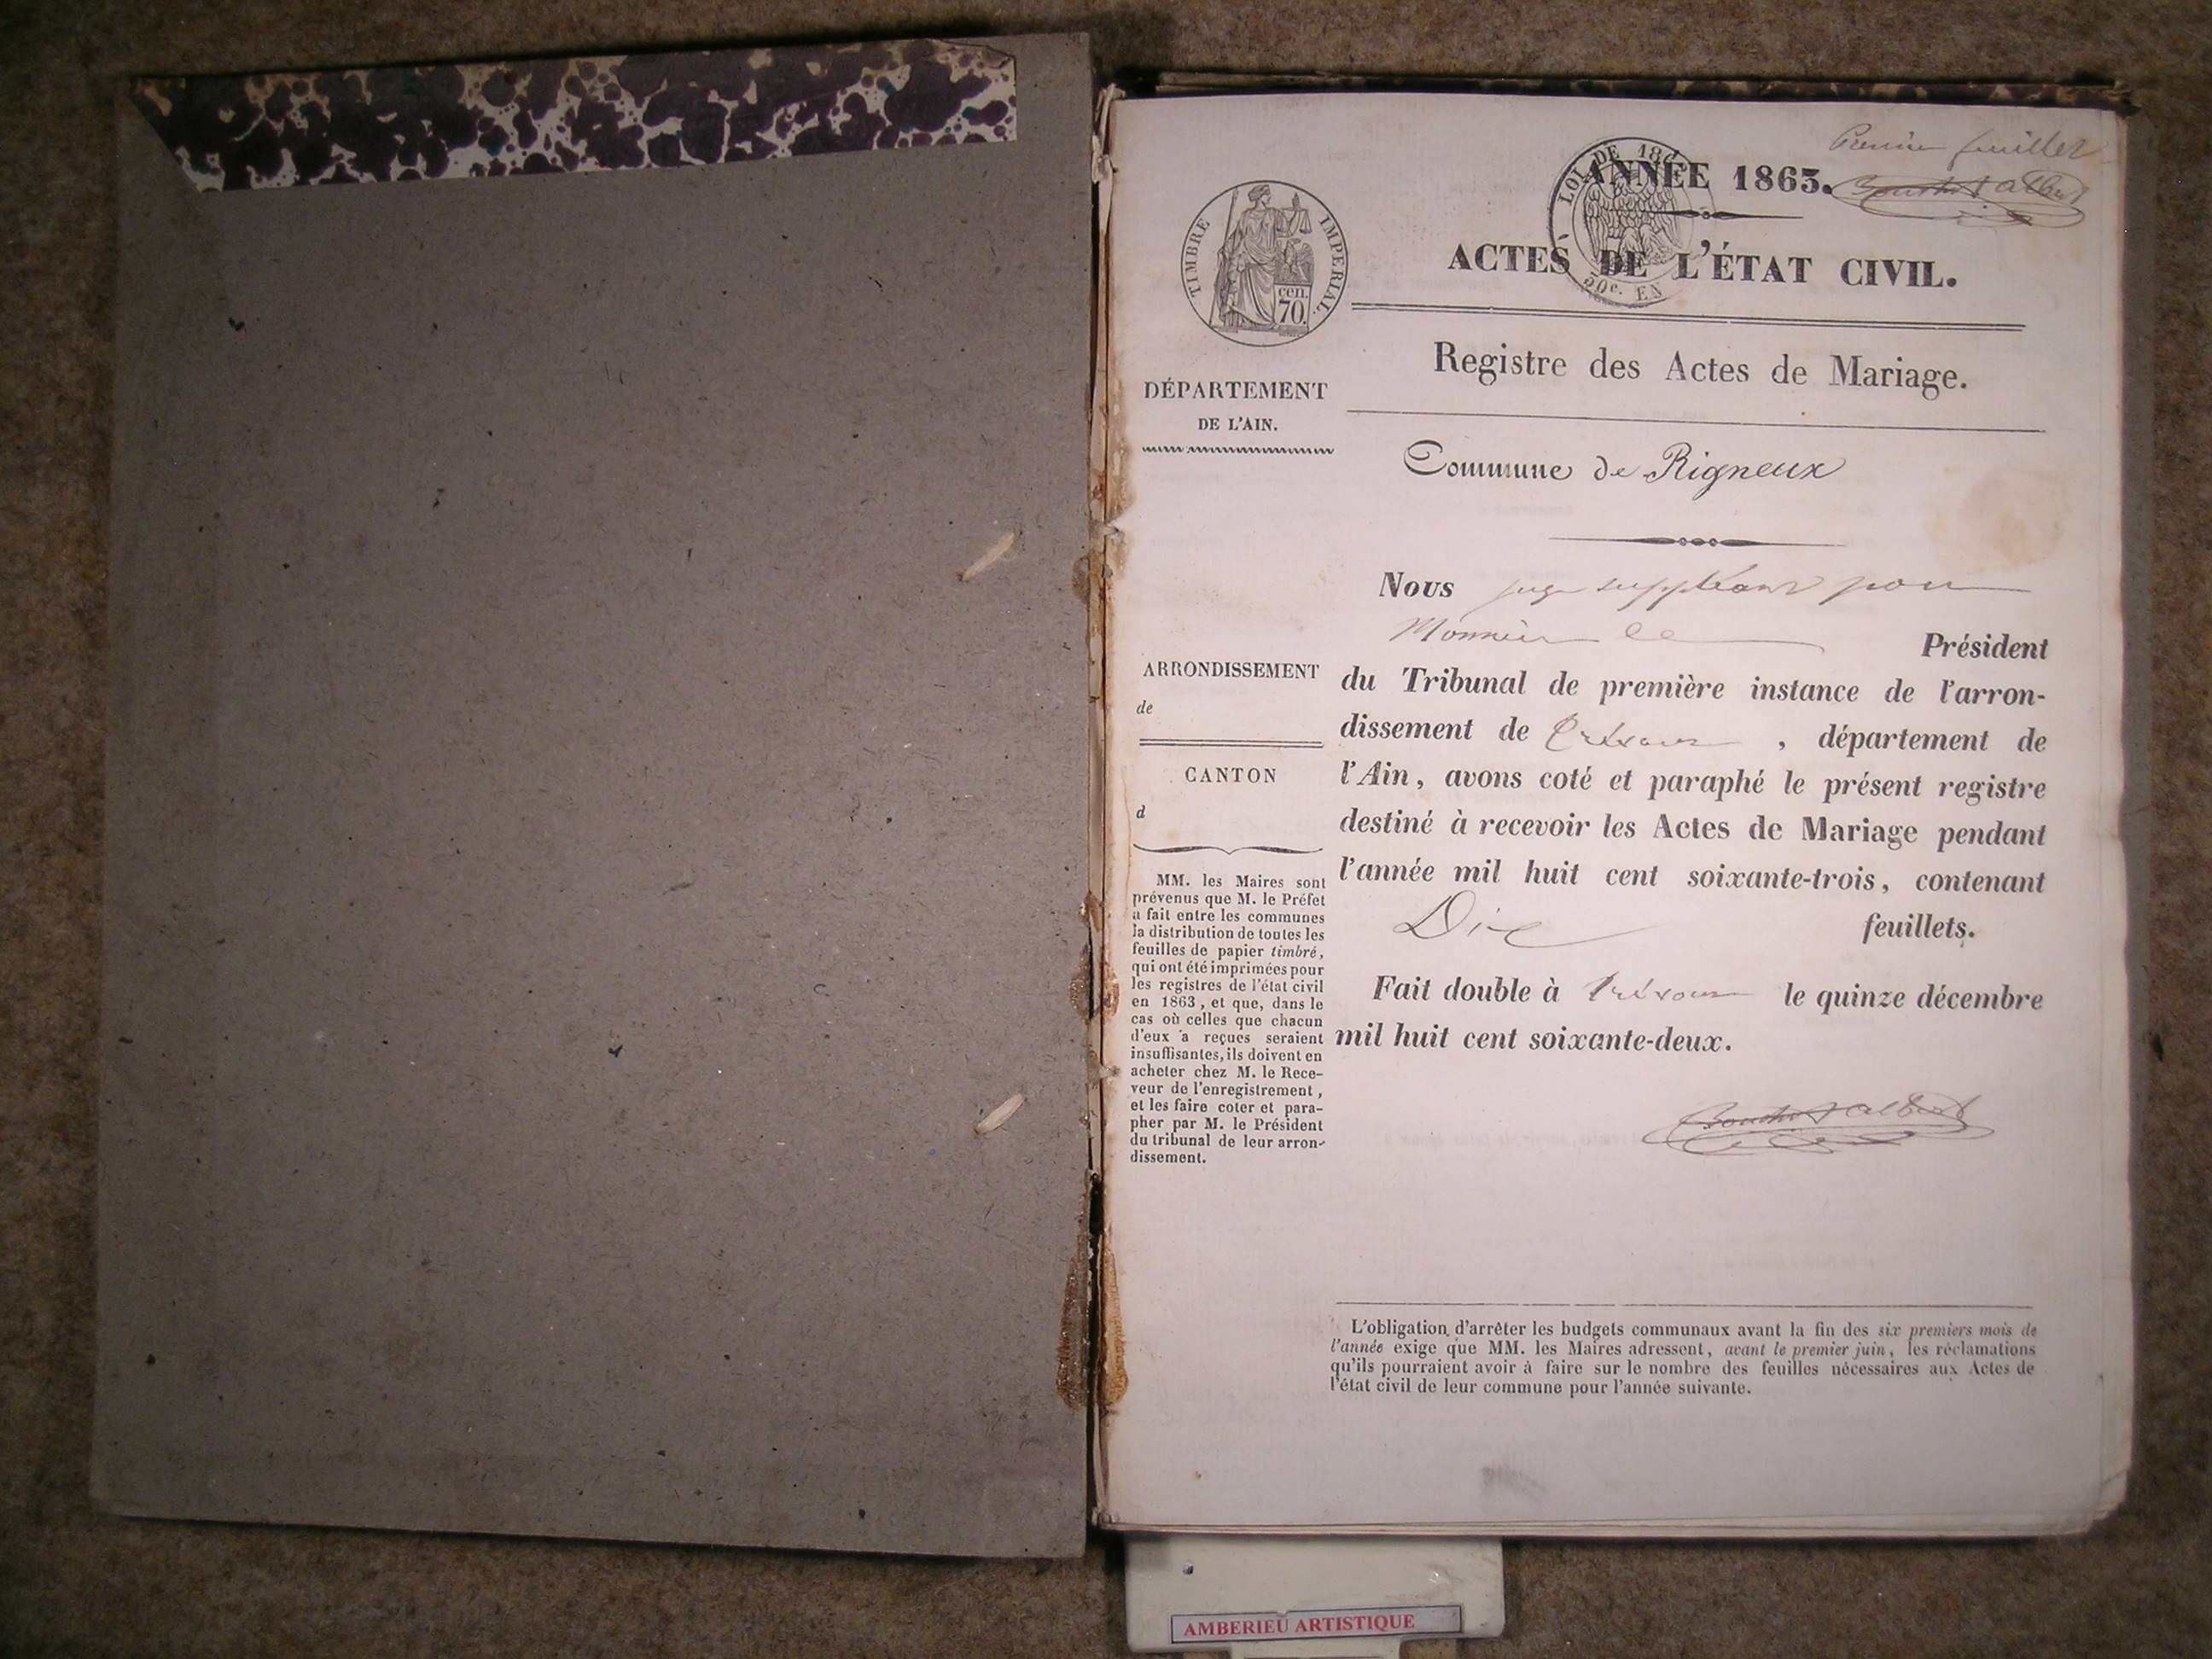 Premier feuillet
ANNÉE 1863.
LOI DE 18
50c. EN
TIMBRE IMPERIAL.
cen.
70.
ACTES DE L'ÉTAT CIVIL.
Registre des Actes de Mariage.
DÉPARTEMENT
DE L'AIN.
Commune de Rigneux
Nous juge suppléant pour
Monsieur le Président
du Tribunal de première instance de l'arron-
dissement de Trévoux, département de
l'Ain, avons coté et paraphé le présent registre
destiné à recevoir les Actes de Mariage pendant
l'année mil huit cent soixante-trois, contenant
Dix feuillets.
Fait double à Trévoux le quinze décembre
mil huit cent soixante-deux.
ARRONDISSEMENT
de
CANTON
d
MM. les Maires sont
prévenus que M. le Préfet
a fait entre les communes
la distribution de toutes les
feuilles de papier timbré,
qui ont été imprimées pour
les registres de l'état civil
en 1863, et que, dans le
cas où celles que chacun
d'eux a reçues seraient
insuffisantes, ils doivent en
acheter chez M. le Rece-
veur de l'enregistrement,
et les faire coter et para-
pher par M. le Président
du tribunal de leur arron-
dissement.
L'obligation d'arrêter les budgets communaux avant la fin des six premiers mois de
l'année exige que MM. les Maires adressent, avant le premier juin, les réclamations
qu'ils pourraient avoir à faire sur le nombre des feuilles nécessaires aux Actes de
l'état civil de leur commune pour l'année suivante.
AMBERIEU ARTISTIQUE